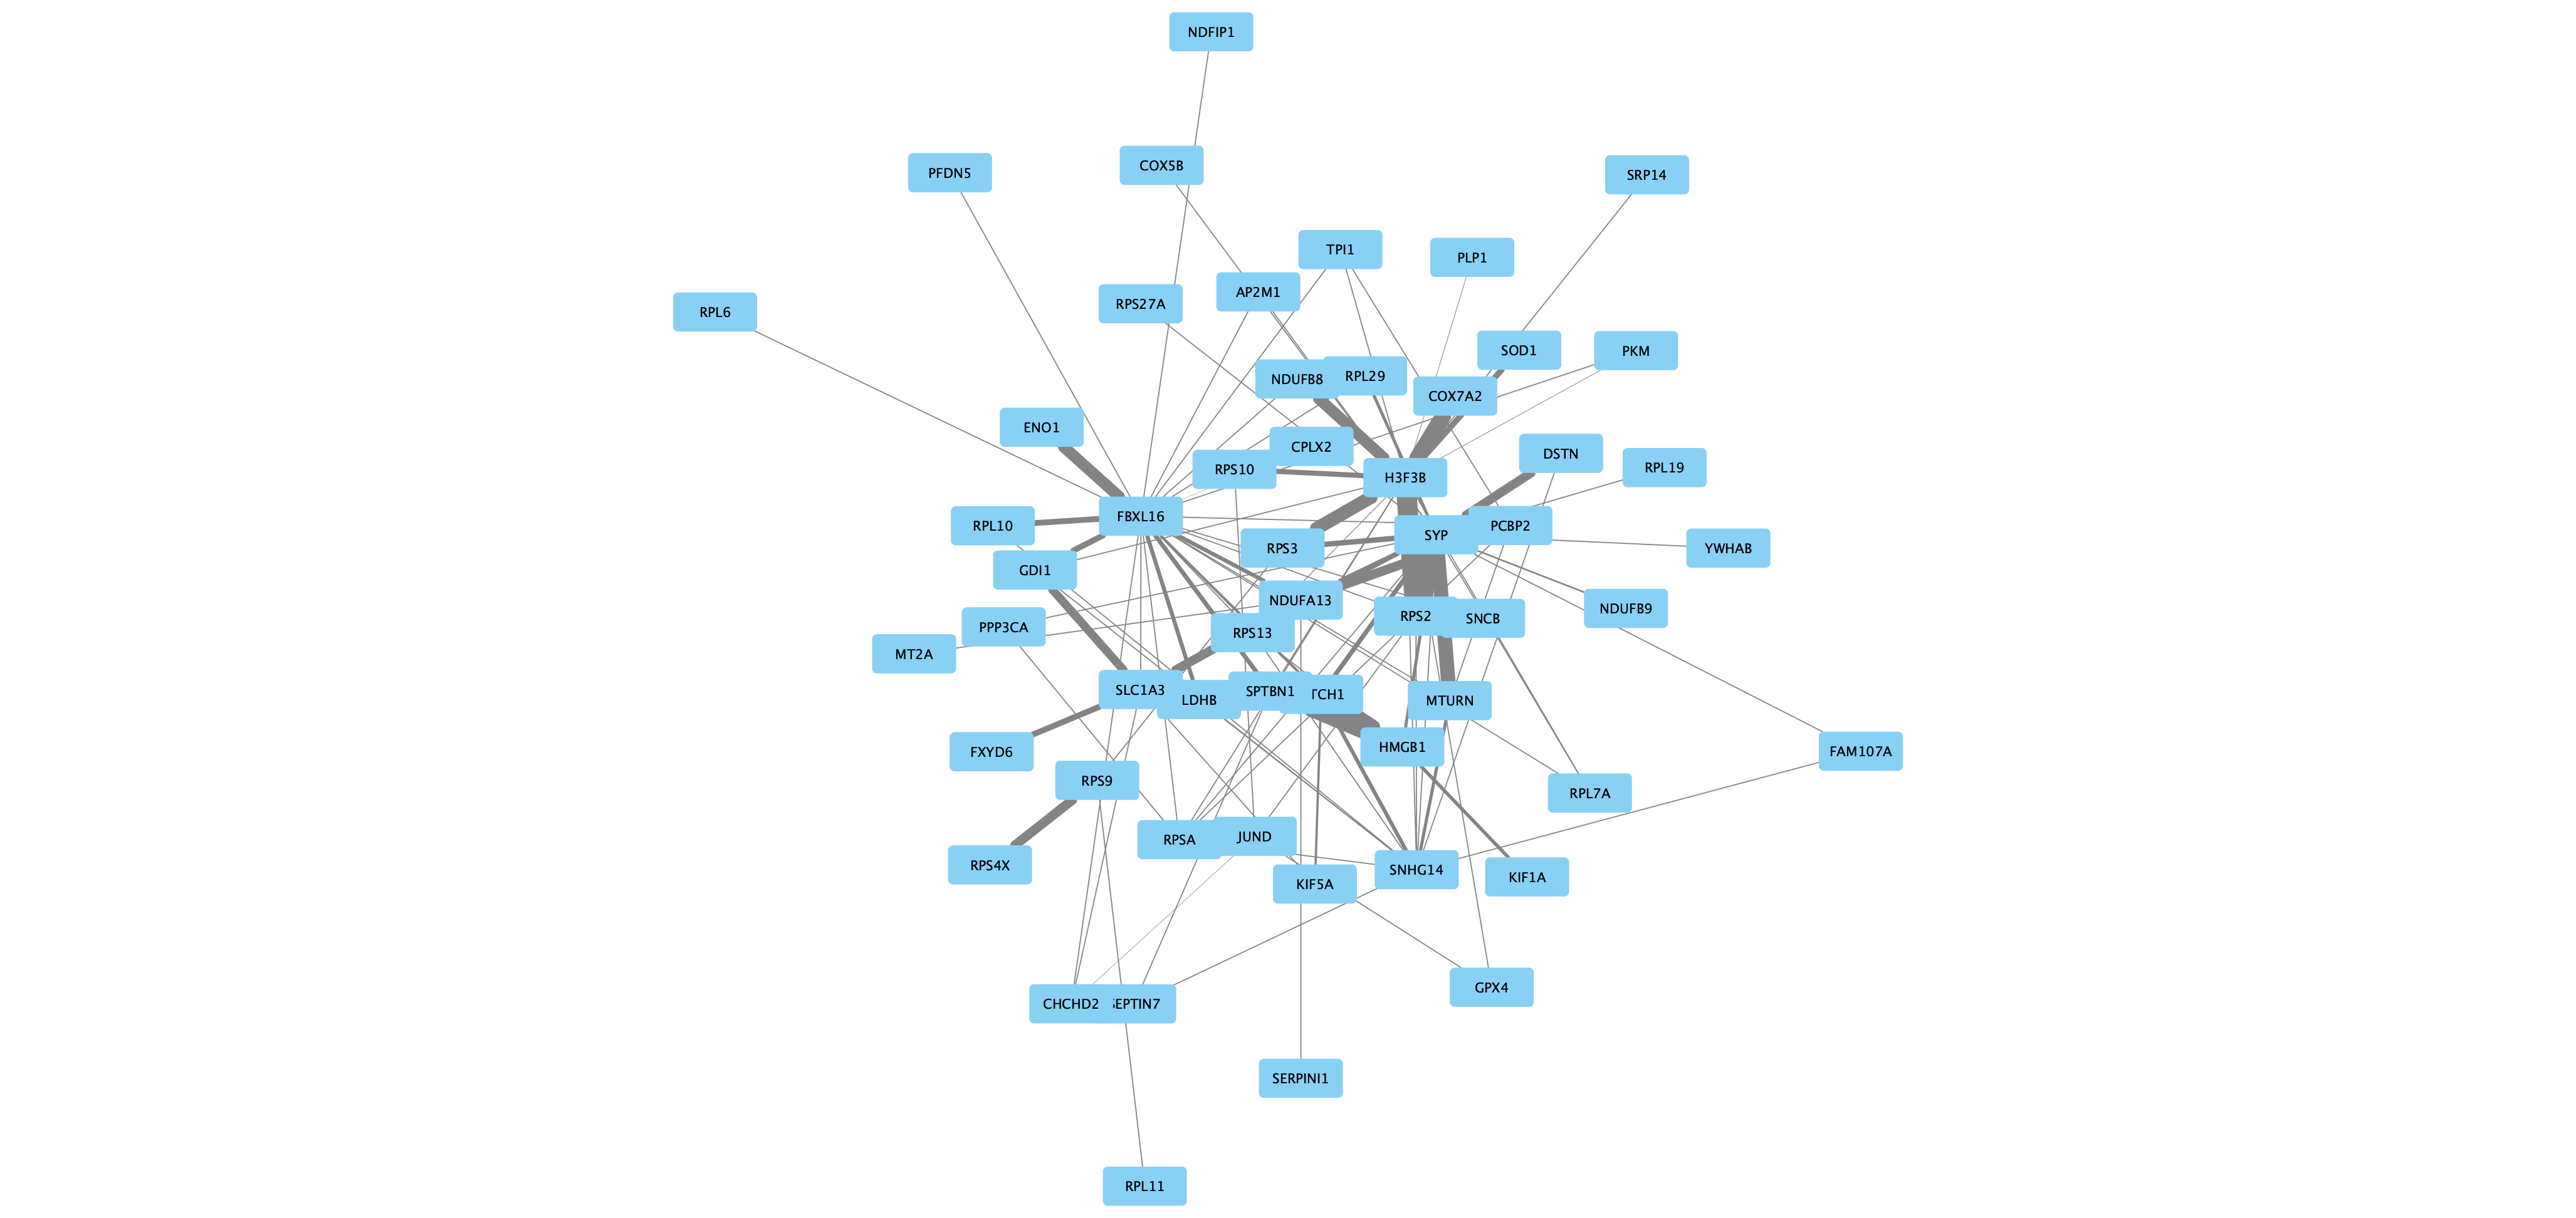 NDFIP1
COX5B
PFDN5
SRP14
TPI1
PLP1
AP2M1
RPS27A
RPL6
SOD1
PKM
NDUFB8
RPL29
COX7A2
ENO1
CPLX2
DSTN
RPS10
RPL19
H3F3B
FBXL16
RPL10
PCBP2
SYP
RPS3
YWHAB
GDI1
NDUFA13
NDUFB9
RPS2
SNCB
PPP3CA
RPS13
MT2A
SLC1A3
LDHB
SPTBN1
TCH1
MTURN
HMGB1
FXYD6
FAM107A
RPS9
RPL7A
RPSA
JUND
RPS4X
SNHG14
KIF1A
KIF5A
GPX4
CHCHD2
EPTIN7
SERPINI1
RPL11